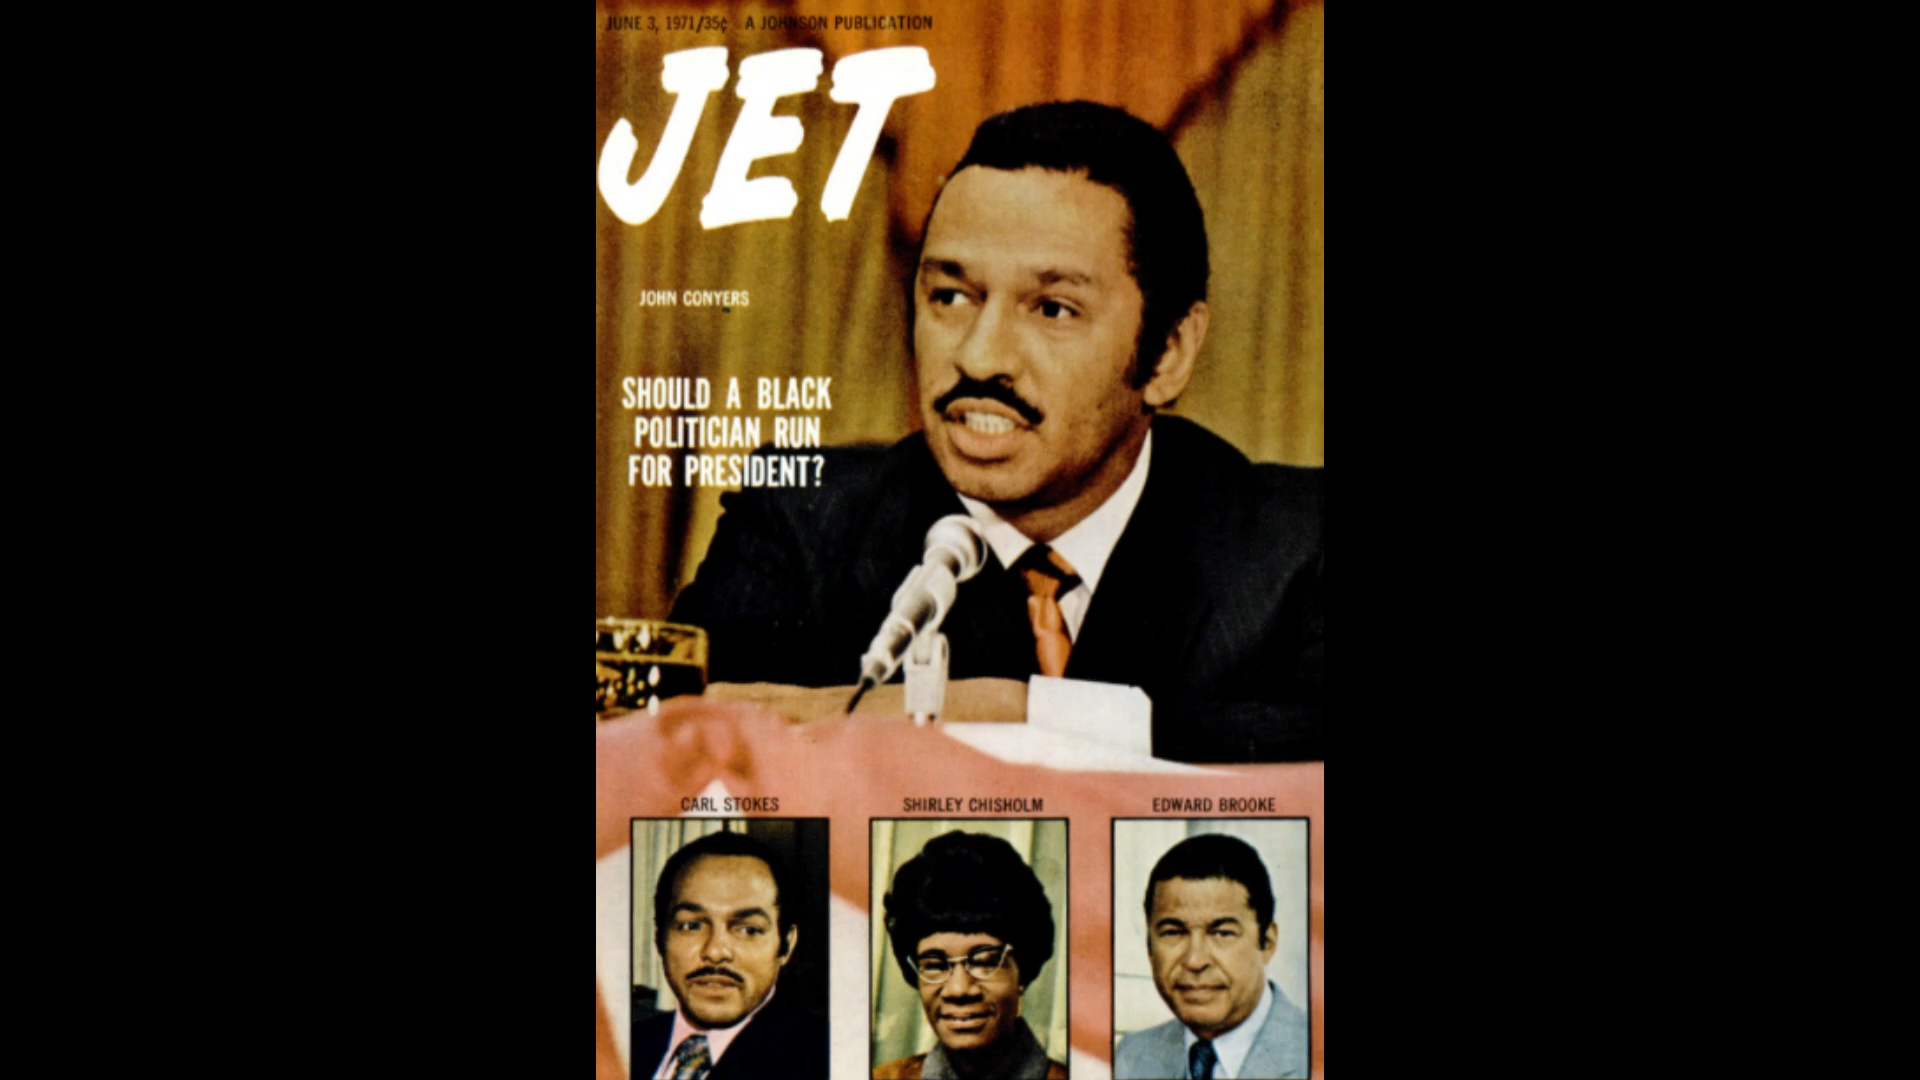 JUNE 3, 1971/35¢ A JOHNSON PUBLICATION
JET
JOHN CONYERS
SHOULD A BLACK
POLITICIAN RUN
FOR PRESIDENT?
CARL STOKES
SHIRLEY CHISHOLM
EDWARD BROOKE